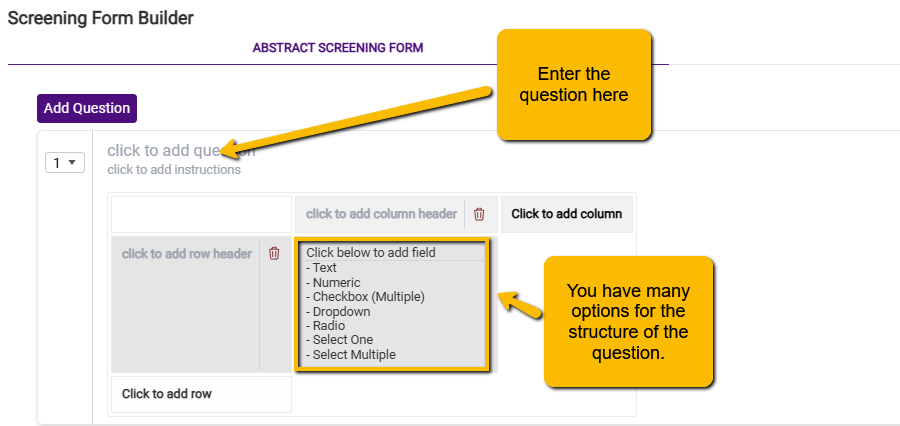 Screening Form Builder
ABSTRACT SCREENING FORM
Enter the
question here
Add Question
1
click to add question
click to add instructions
click to add column header
Click to add column
click to add row header
Click below to add field
- Text
- Numeric
- Checkbox (Multiple)
- Dropdown
- Radio
- Select One
- Select Multiple
You have many
options for the
structure of the
question.
Click to add row